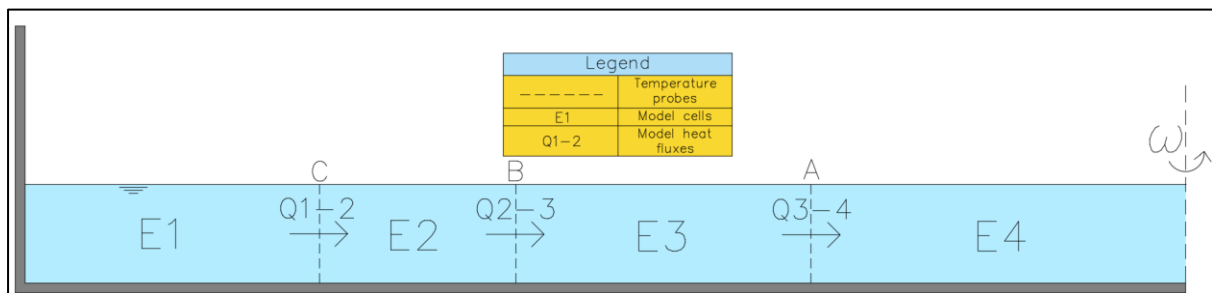 Legend
Temperature
probes
E1
Model cells
Q1-2
Model heat
fluxes
ω
C
B
A
Q1-2
Q2-3
Q3-4
E1
E2
E3
E4